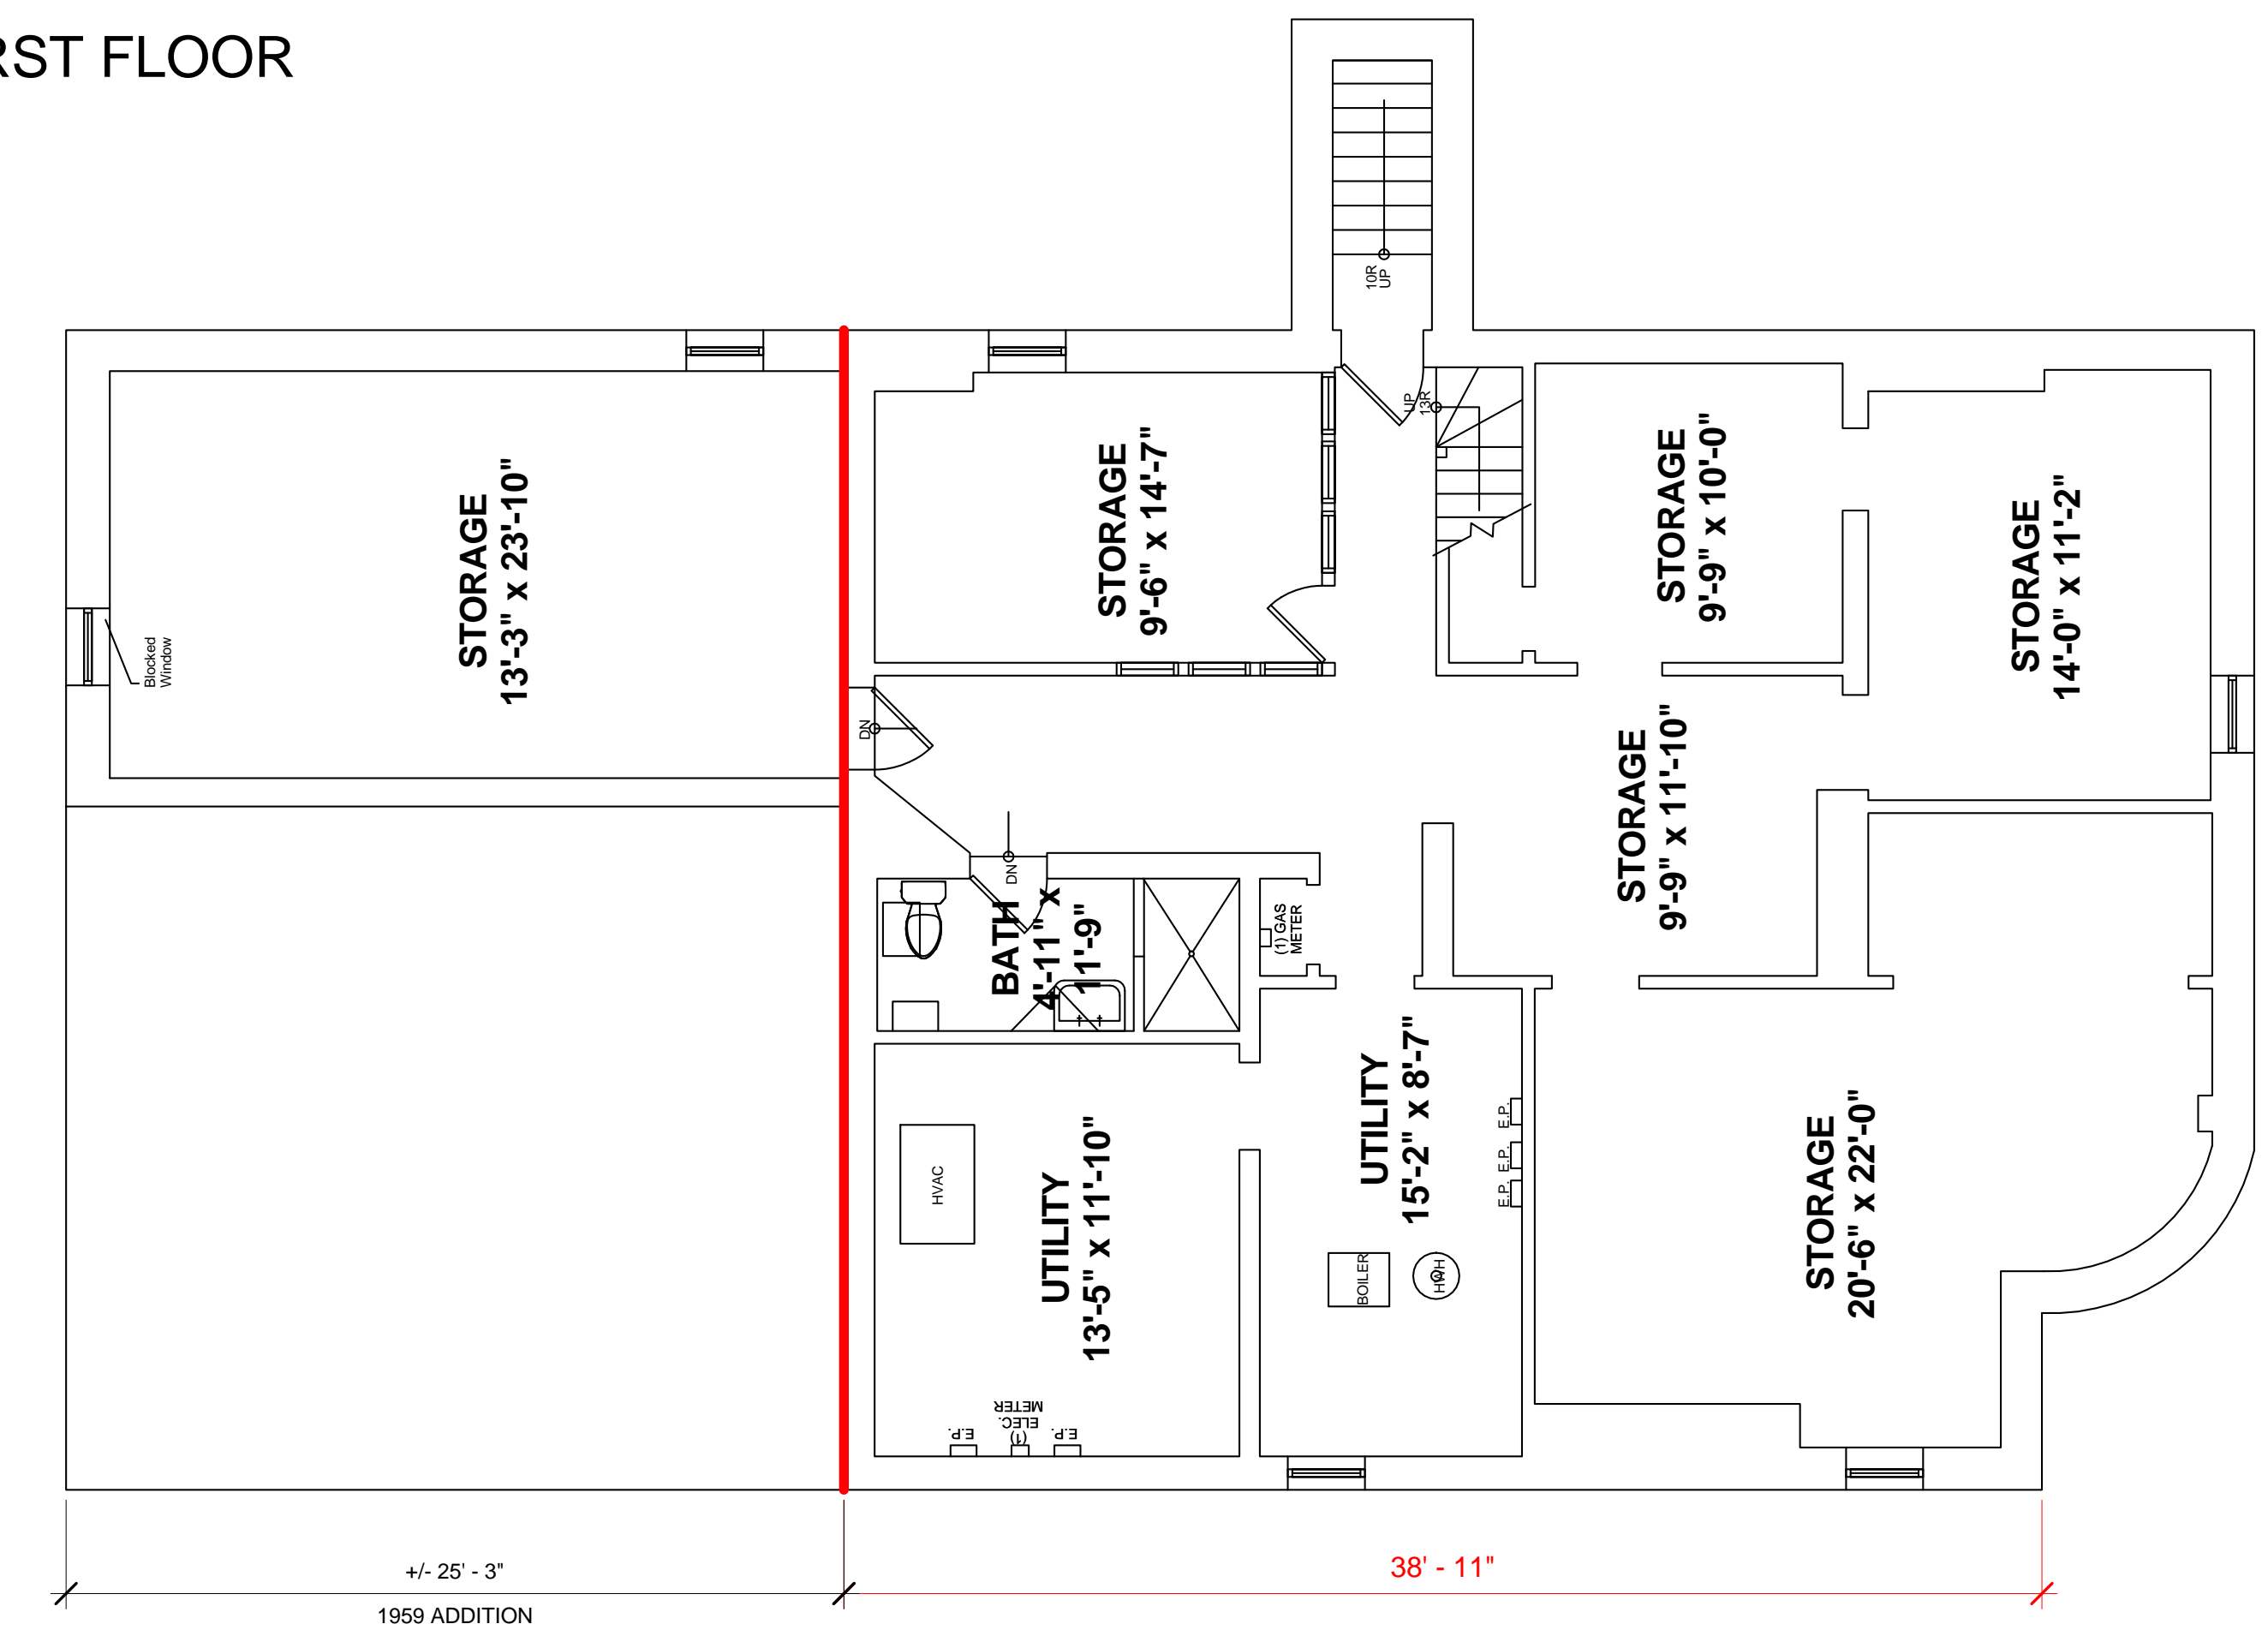 RST FLOOR
10R
UP
UP
13R
STORAGE
13'-3" x 23'-10"
STORAGE
9'-6" x 14'-7"
STORAGE
9'-9" x 10'-0"
STORAGE
14'-0" x 11'-2"
Blocked
Window
DN
STORAGE
9'-9" x 11'-10"
DN
BATH
4'-11" x
11'-9"
(1) GAS
METER
UTILITY
15'-2" x 8'-7"
E.P.
E.P.
E.P.
HVAC
UTILITY
13'-5" x 11'-10"
BOILER
HWH
STORAGE
20'-6" x 22'-0"
E.P.
(1)
ELEC.
METER
E.P.
+/- 25' - 3"
1959 ADDITION
38' - 11"